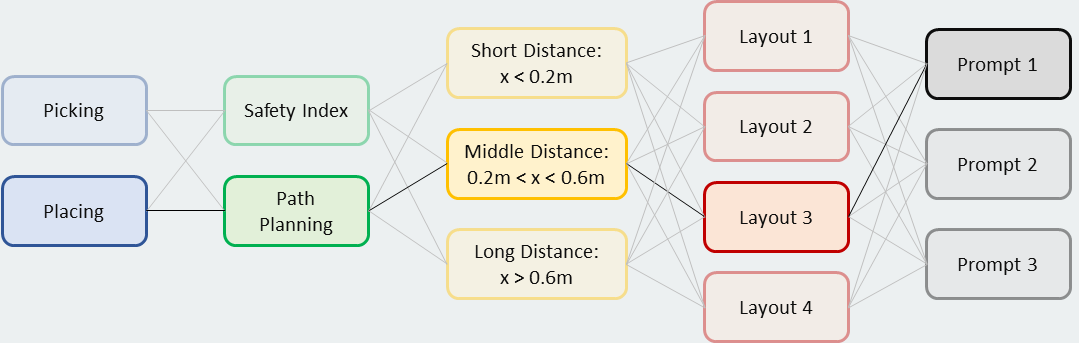 Picking
Placing
Safety Index
Path
Planning
Short Distance:
x < 0.2m
Middle Distance:
0.2m < x < 0.6m
Long Distance:
x > 0.6m
Layout 1
Layout 2
Layout 3
Layout 4
Prompt 1
Prompt 2
Prompt 3